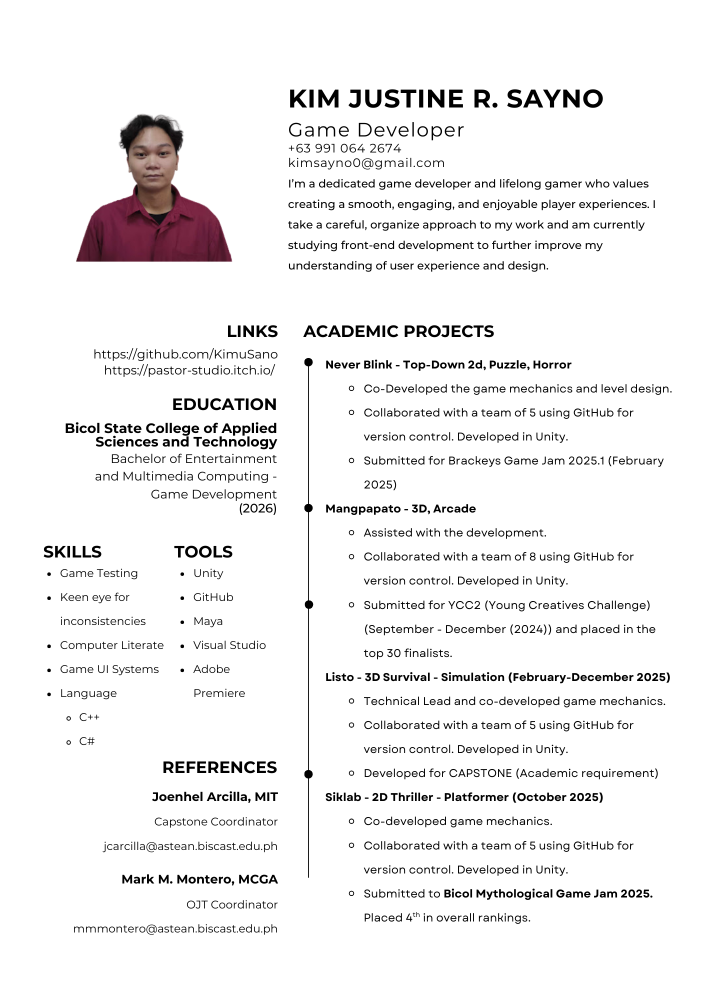 KIM JUSTINE R. SAYNO
Game Developer
+63 991 064 2674
kimsayno0@gmail.com
I’m a dedicated game developer and lifelong gamer who values
creating a smooth, engaging, and enjoyable player experiences. I
take a careful, organize approach to my work and am currently
studying front-end development to further improve my
understanding of user experience and design.
LINKS
https://github.com/KimuSano
https://pastor-studio.itch.io/
EDUCATION
Bicol State College of Applied
Sciences and Technology
Bachelor of Entertainment
and Multimedia Computing -
Game Development
(2026)
SKILLS
• Game Testing
• Keen eye for
inconsistencies
• Computer Literate
• Game UI Systems
• Language
◦ C++
◦ C#
TOOLS
• Unity
• GitHub
• Maya
• Visual Studio
• Adobe
Premiere
REFERENCES
Joenhel Arcilla, MIT
Capstone Coordinator
jcarcilla@astean.biscast.edu.ph
Mark M. Montero, MCGA
OJT Coordinator
mmmontero@astean.biscast.edu.ph
ACADEMIC PROJECTS
Never Blink - Top-Down 2d, Puzzle, Horror
◦ Co-Developed the game mechanics and level design.
◦ Collaborated with a team of 5 using GitHub for
version control. Developed in Unity.
◦ Submitted for Brackeys Game Jam 2025.1 (February
2025)
Mangpapato - 3D, Arcade
◦ Assisted with the development.
◦ Collaborated with a team of 8 using GitHub for
version control. Developed in Unity.
◦ Submitted for YCC2 (Young Creatives Challenge)
(September - December (2024)) and placed in the
top 30 finalists.
Listo - 3D Survival - Simulation (February-December 2025)
◦ Technical Lead and co-developed game mechanics.
◦ Collaborated with a team of 5 using GitHub for
version control. Developed in Unity.
◦ Developed for CAPSTONE (Academic requirement)
Siklab - 2D Thriller - Platformer (October 2025)
◦ Co-developed game mechanics.
◦ Collaborated with a team of 5 using GitHub for
version control. Developed in Unity.
◦ Submitted to Bicol Mythological Game Jam 2025.
Placed 4th in overall rankings.